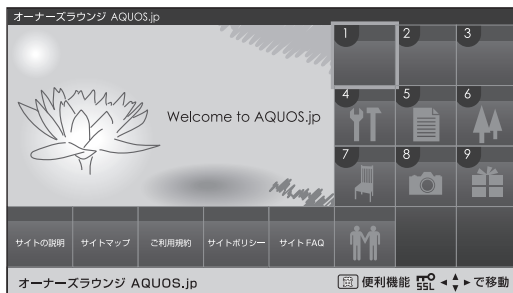 オーナーズラウンジ AQUOS.jp
1 2 3
Welcome to AQUOS.jp
4 5 6
7 8 9
サイトの説明 サイトマップ ご利用規約 サイトポリシー サイト FAQ
オーナーズラウンジ AQUOS.jp 図 便利機能 SSL で移動